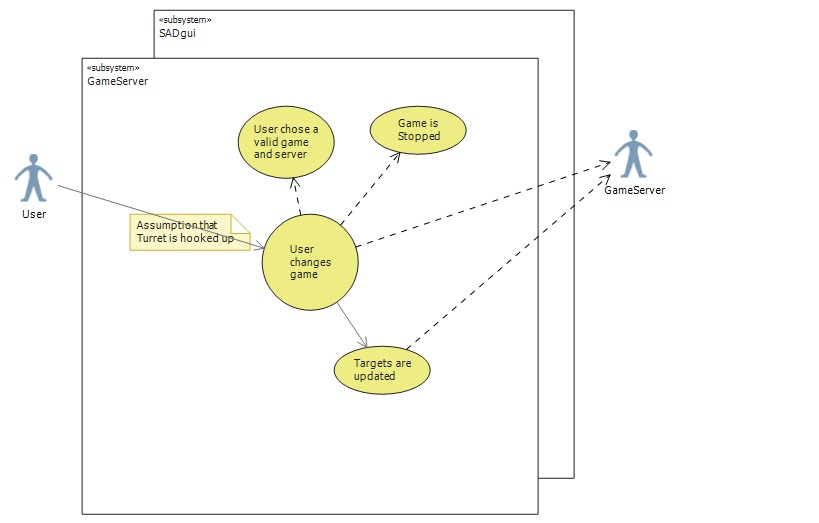 «subsystem»
SADgui
«subsystem»
GameServer
User chose a
valid game
and server
Game is
Stopped
User
GameServer
Assumption that
Turret is hooked up
User
changes
game
Targets are
updated